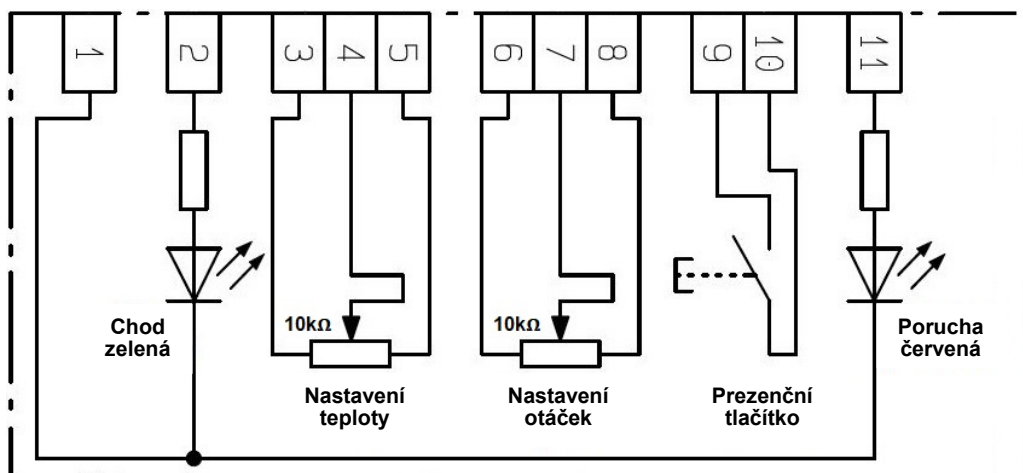 1 2 3 4 5 6 7 8 9 10 11
10kΩ 10kΩ
Chod
zelená
Porucha
červená
Nastavení
teploty
Nastavení
otáček
Prezenční
tlačítko